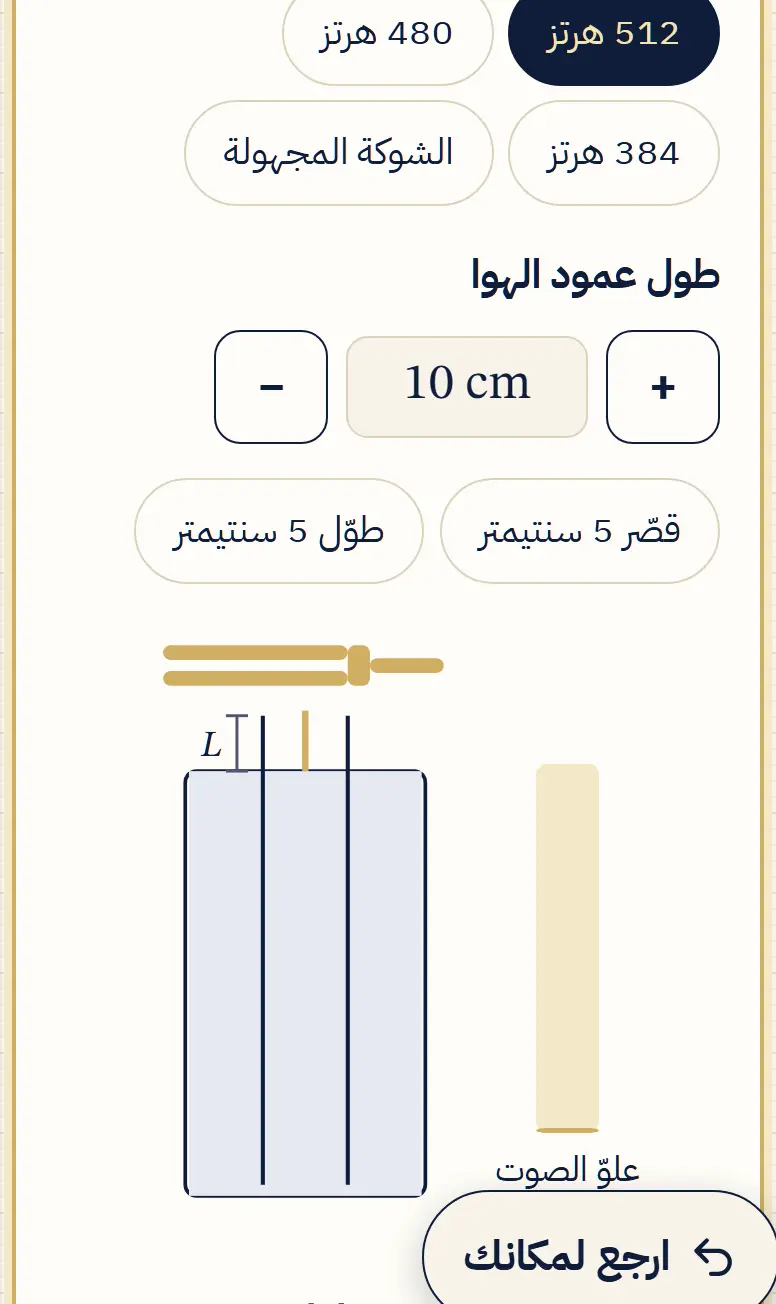 512 هرتز 480 هرتز
384 هرتز الشوكة المجهولة
طول عمود الهوا
+ 10 cm −
قصّر 5 سنتيمتر طوّل 5 سنتيمتر
L
علوّ الصوت
ارجع لمكانك